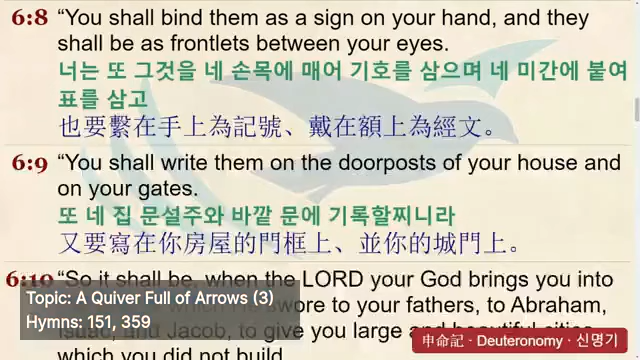 6:8 “You shall bind them as a sign on your hand, and they
shall be as frontlets between your eyes.
너는 또 그것을 네 손목에 매어 기호를 삼으며 네 미간에 붙여
표를 삼고
也要繫在手上為記號、戴在額上為經文。
6:9 “You shall write them on the doorposts of your house and
on your gates.
또 네 집 문설주와 바깥 문에 기록할찌니라
又要寫在你房屋的門框上、並你的城門上。
6:10 “So it shall be, when the LORD your God brings you into
swore to your fathers, to Abraham,
Isaac, and Jacob, to give you large and beautiful cities
which you did not build
Topic: A Quiver Full of Arrows (3)
Hymns: 151, 359
申命記 · Deuteronomy · 신명기